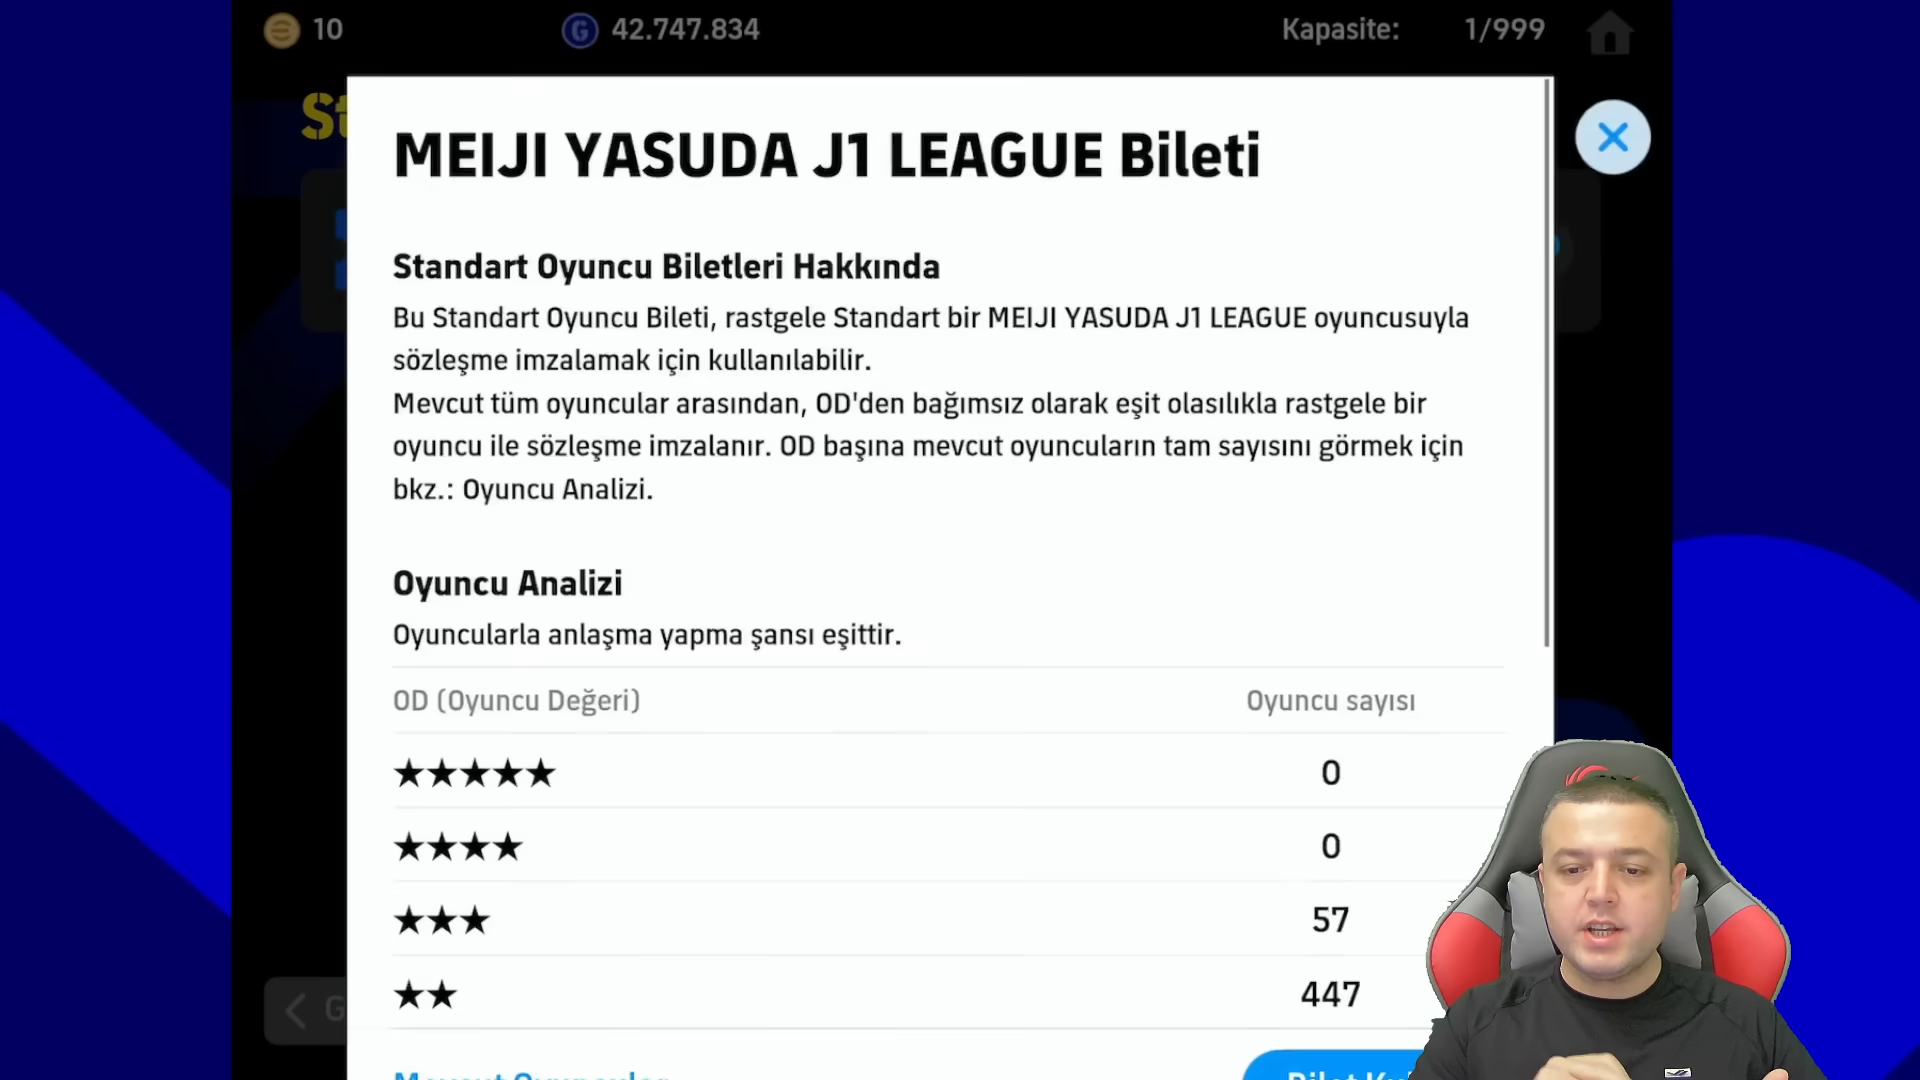 10
42.747.834
Kapasite: 1/999
MEIJI YASUDA J1 LEAGUE Bileti
Standart Oyuncu Biletleri Hakkında
Bu Standart Oyuncu Bileti, rastgele Standart bir MEIJI YASUDA J1 LEAGUE oyuncusuyla
sözleşme imzalamak için kullanılabilir.
Mevcut tüm oyuncular arasından, OD'den bağımsız olarak eşit olasılıkla rastgele bir
oyuncu ile sözleşme imzalanır. OD başına mevcut oyuncuların tam sayısını görmek için
bkz.: Oyuncu Analizi.
Oyuncu Analizi
Oyuncularla anlaşma yapma şansı eşittir.
OD (Oyuncu Değeri) Oyuncu sayısı
★★★★★ 0
★★★★ 0
★★★ 57
★★ 447